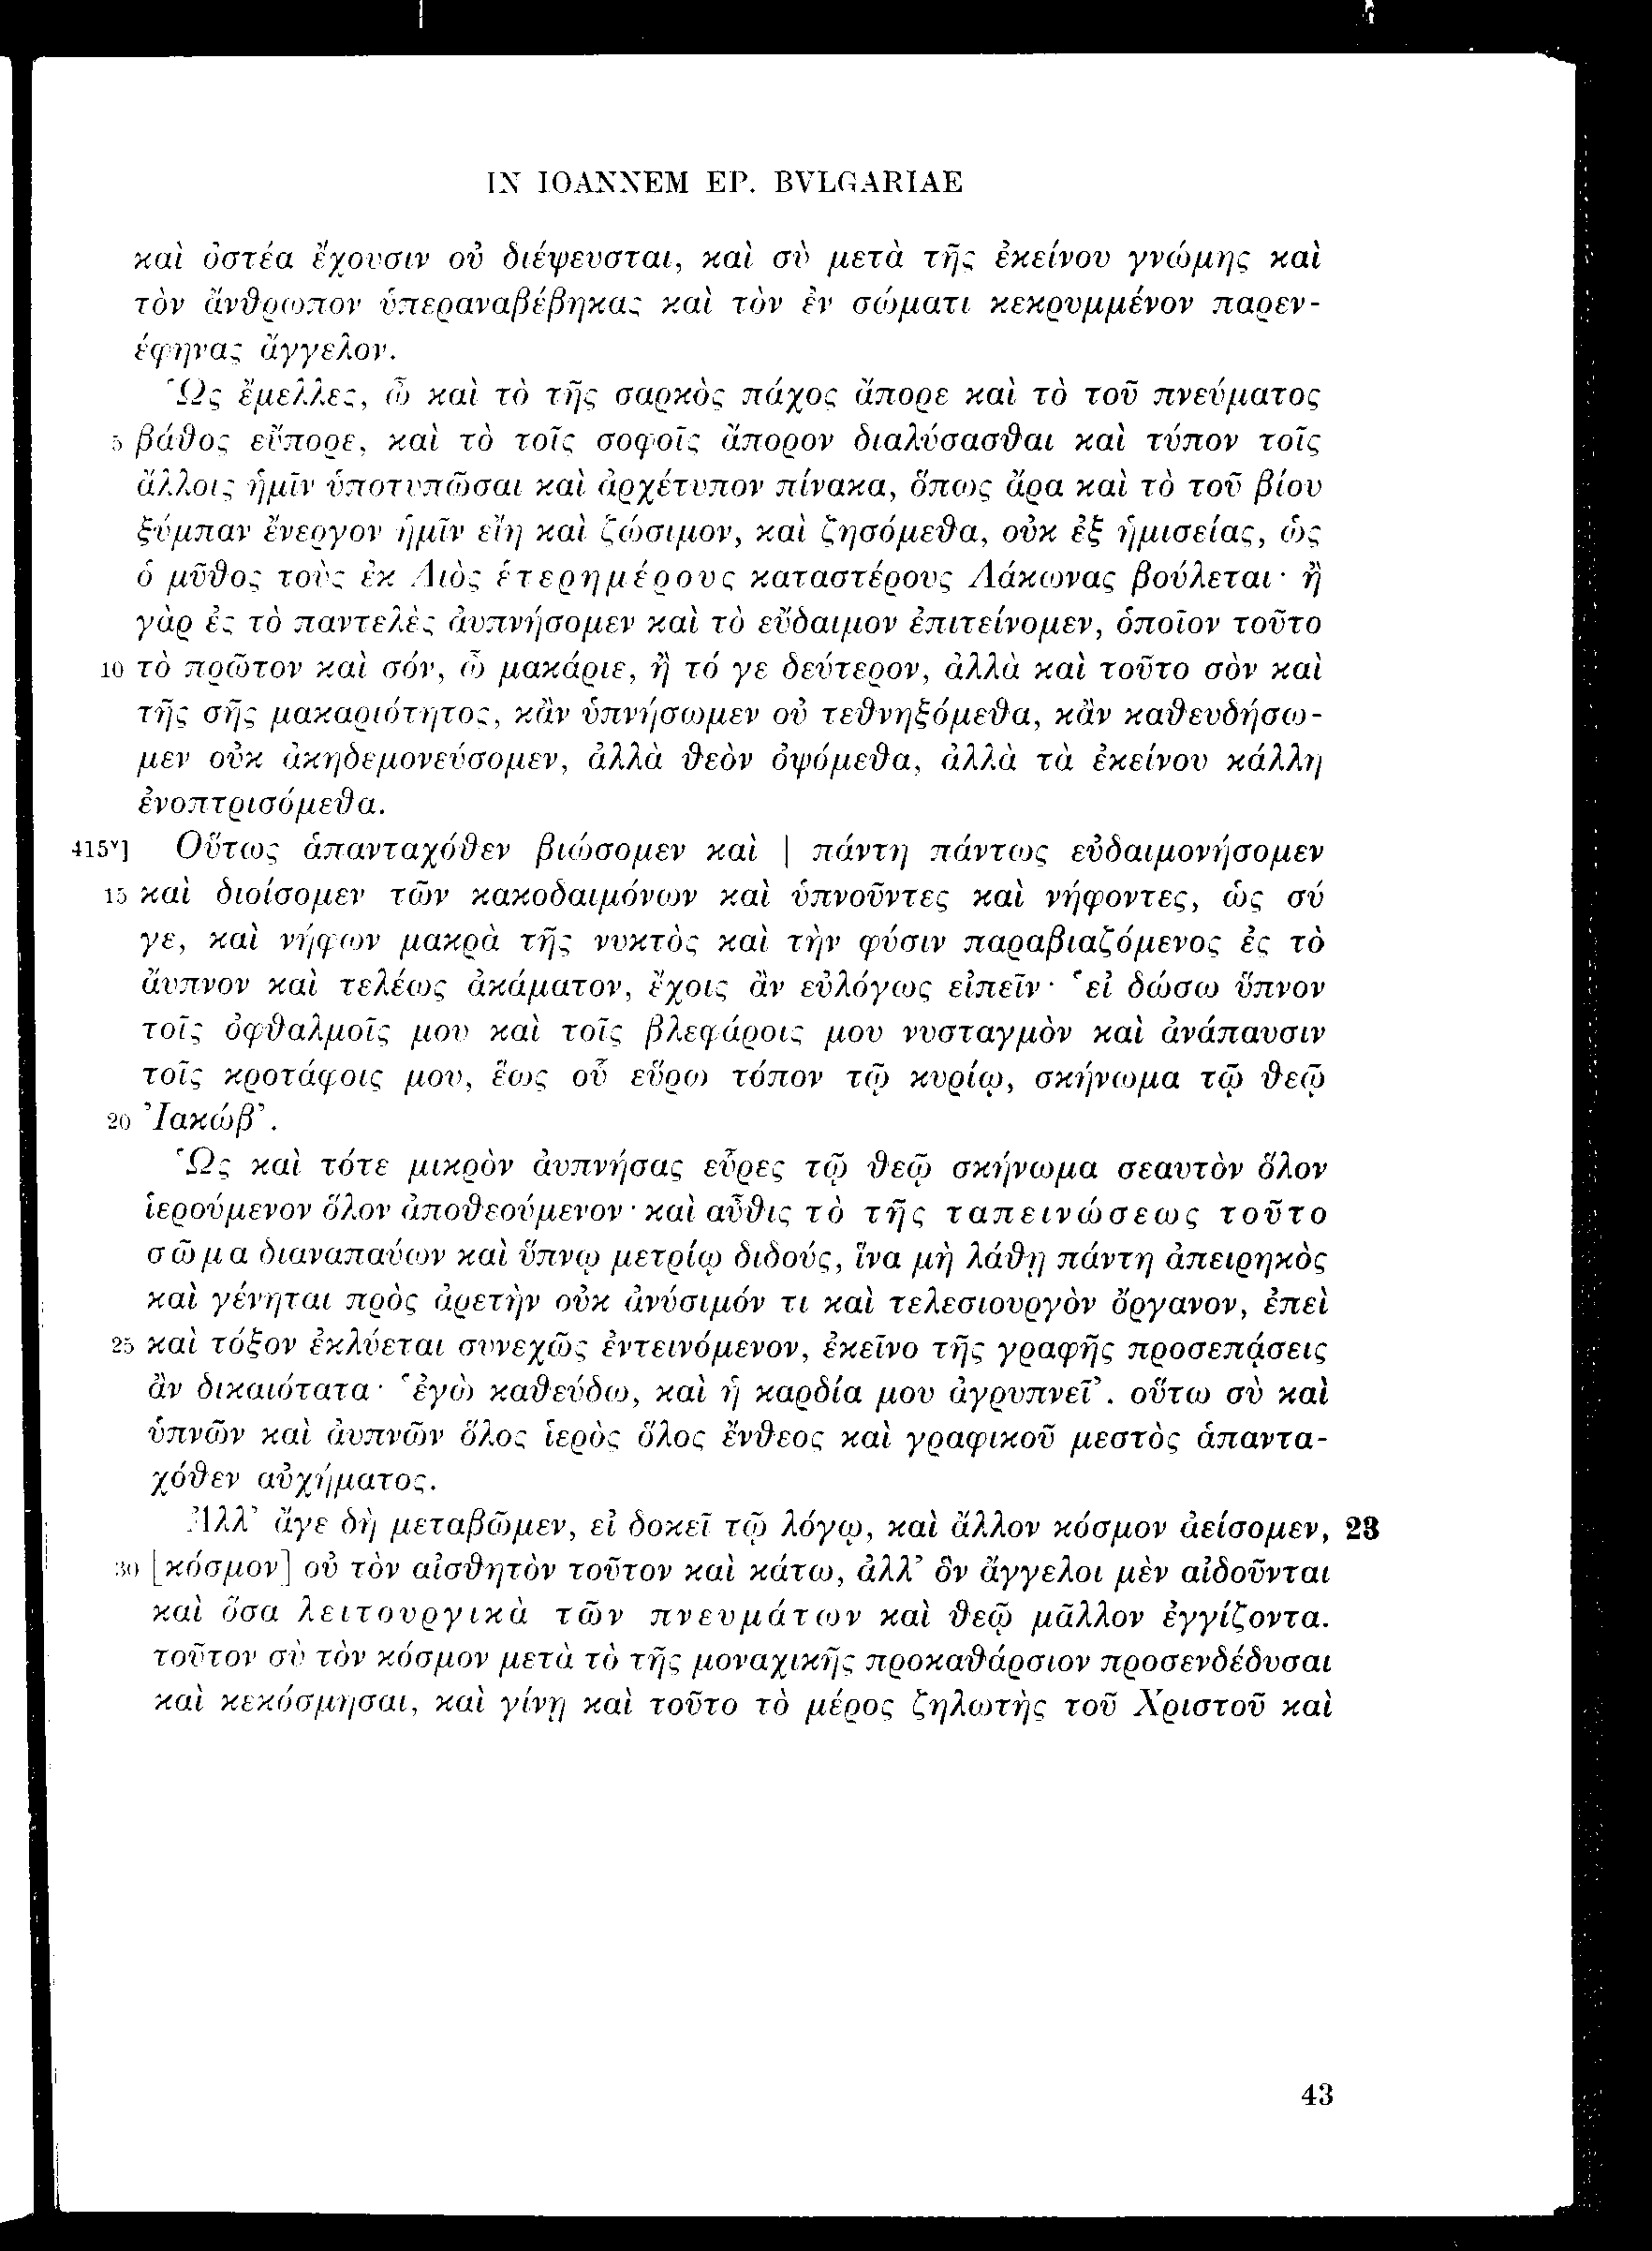 IN IOANNEM EP. BVLGARIAE
καὶ ὀστέα ἔχουσιν οὐ διέψευσται, καὶ σὺ μετὰ τῆς ἐκείνου γνώμης καὶ
τὸν ἄνθρωπον ὑπεραναβέβηκας καὶ τὸν ἐν σώματι κεκρυμμένον παρεν-
έφηνας ἄγγελον.
Ὡς ἔμελλες, ὦ καὶ τὸ τῆς σαρκὸς πάχος ἄπορε καὶ τὸ τοῦ πνεύματος
5 βάθος εὔπορε, καὶ τὸ τοῖς σοφοῖς ἄπορον διαλύσασθαι καὶ τύπον τοῖς
ἄλλοις ἡμῖν ὑποτυπῶσαι καὶ ἀρχέτυπον πίνακα, ὅπως ἄρα καὶ τὸ τοῦ βίου
ξύμπαν ἔνεργον ἡμῖν εἴη καὶ ζώσιμον, καὶ ζησόμεθα, οὐκ ἐξ ἡμισείας, ὡς
ὁ μῦθος τοὺς ἐκ Διὸς ἑτερημέρους καταστέρους Λάκωνας βούλεται· ἢ
γὰρ ἐς τὸ παντελὲς ἀυπνήσομεν καὶ τὸ εὔδαιμον ἐπιτείνομεν, ὁποῖον τοῦτο
10 τὸ πρῶτον καὶ σόν, ὦ μακάριε, ἢ τό γε δεύτερον, ἀλλὰ καὶ τοῦτο σὸν καὶ
τῆς σῆς μακαριότητος, κἂν ὑπνήσωμεν οὐ τεθνηξόμεθα, κἂν καθευδήσω-
μεν οὐκ ἀκηδεμονεύσομεν, ἀλλὰ θεὸν ὀψόμεθα, ἀλλὰ τὰ ἐκείνου κάλλη
ἐνοπτρισόμεθα.
415ᵛ] Οὕτως ἁπανταχόθεν βιώσομεν καὶ | πάντη πάντως εὐδαιμονήσομεν
15 καὶ διοίσομεν τῶν κακοδαιμόνων καὶ ὑπνοῦντες καὶ νήφοντες, ὡς σύ
γε, καὶ νήφων μακρὰ τῆς νυκτὸς καὶ τὴν φύσιν παραβιαζόμενος ἐς τὸ
ἄυπνον καὶ τελέως ἀκάματον, ἔχοις ἂν εὐλόγως εἰπεῖν· ῾εἰ δώσω ὕπνον
τοῖς ὀφθαλμοῖς μου καὶ τοῖς βλεφάροις μου νυσταγμὸν καὶ ἀνάπαυσιν
τοῖς κροτάφοις μου, ἕως οὗ εὕρω τόπον τῷ κυρίῳ, σκήνωμα τῷ θεῷ
20 Ἰακώβ᾽.
Ὡς καὶ τότε μικρὸν ἀυπνήσας εὗρες τῷ θεῷ σκήνωμα σεαυτὸν ὅλον
ἱερούμενον ὅλον ἀποθεούμενον· καὶ αὖθις τὸ τῆς ταπεινώσεως τοῦτο
σῶμα διαναπαύων καὶ ὕπνῳ μετρίῳ διδούς, ἵνα μὴ λάθῃ πάντη ἀπειρηκὸς
καὶ γένηται πρὸς ἀρετὴν οὐκ ἀνύσιμόν τι καὶ τελεσιουργὸν ὄργανον, ἐπεὶ
25 καὶ τόξον ἐκλύεται συνεχῶς ἐντεινόμενον, ἐκεῖνο τῆς γραφῆς προσεπᾴσεις
ἂν δικαιότατα· ῾ἐγὼ καθεύδω, καὶ ἡ καρδία μου ἀγρυπνεῖ᾽. οὕτω σὺ καὶ
ὑπνῶν καὶ ἀυπνῶν ὅλος ἱερὸς ὅλος ἔνθεος καὶ γραφικοῦ μεστὸς ἁπαντα-
χόθεν αὐχήματος.
Ἀλλ᾽ ἄγε δὴ μεταβῶμεν, εἰ δοκεῖ τῷ λόγῳ, καὶ ἄλλον κόσμον ἀείσομεν, 23
30 [κόσμον] οὐ τὸν αἰσθητὸν τοῦτον καὶ κάτω, ἀλλ᾽ ὃν ἄγγελοι μὲν αἰδοῦνται
καὶ ὅσα λειτουργικὰ τῶν πνευμάτων καὶ θεῷ μᾶλλον ἐγγίζοντα.
τοῦτον σὺ τὸν κόσμον μετὰ τὸ τῆς μοναχικῆς προκαθάρσιον προσενδέδυσαι
καὶ κεκόσμησαι, καὶ γίνῃ καὶ τοῦτο τὸ μέρος ζηλωτὴς τοῦ Χριστοῦ καὶ
43